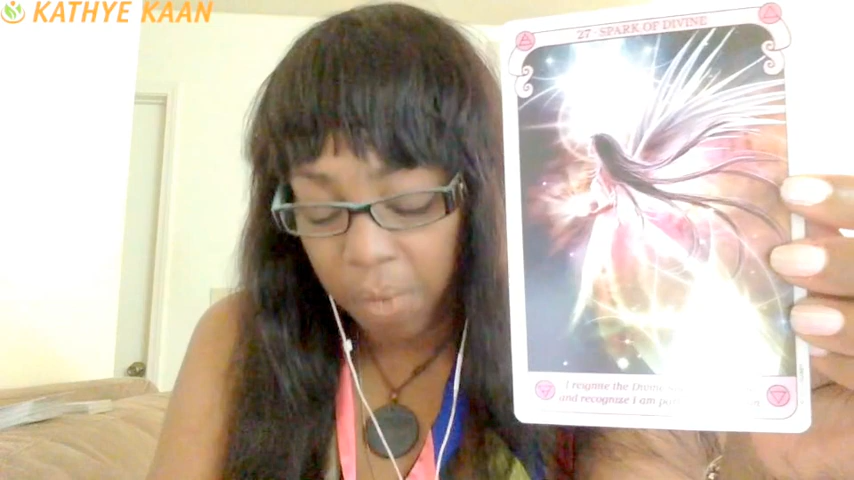 KATHYE KAAN
27 - SPARK OF DIVINE
I reignite the Divine
and recognize I am